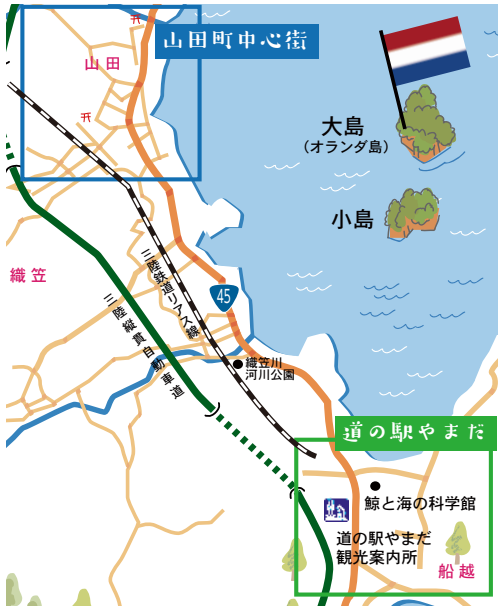 山田町中心街
山田
大島
（オランダ島）
小島
織笠
三陸鉄道リアス線
45
三陸縦貫自動車道
織笠川
河川公園
道の駅やまだ
鯨と海の科学館
道の駅やまだ
観光案内所
船越